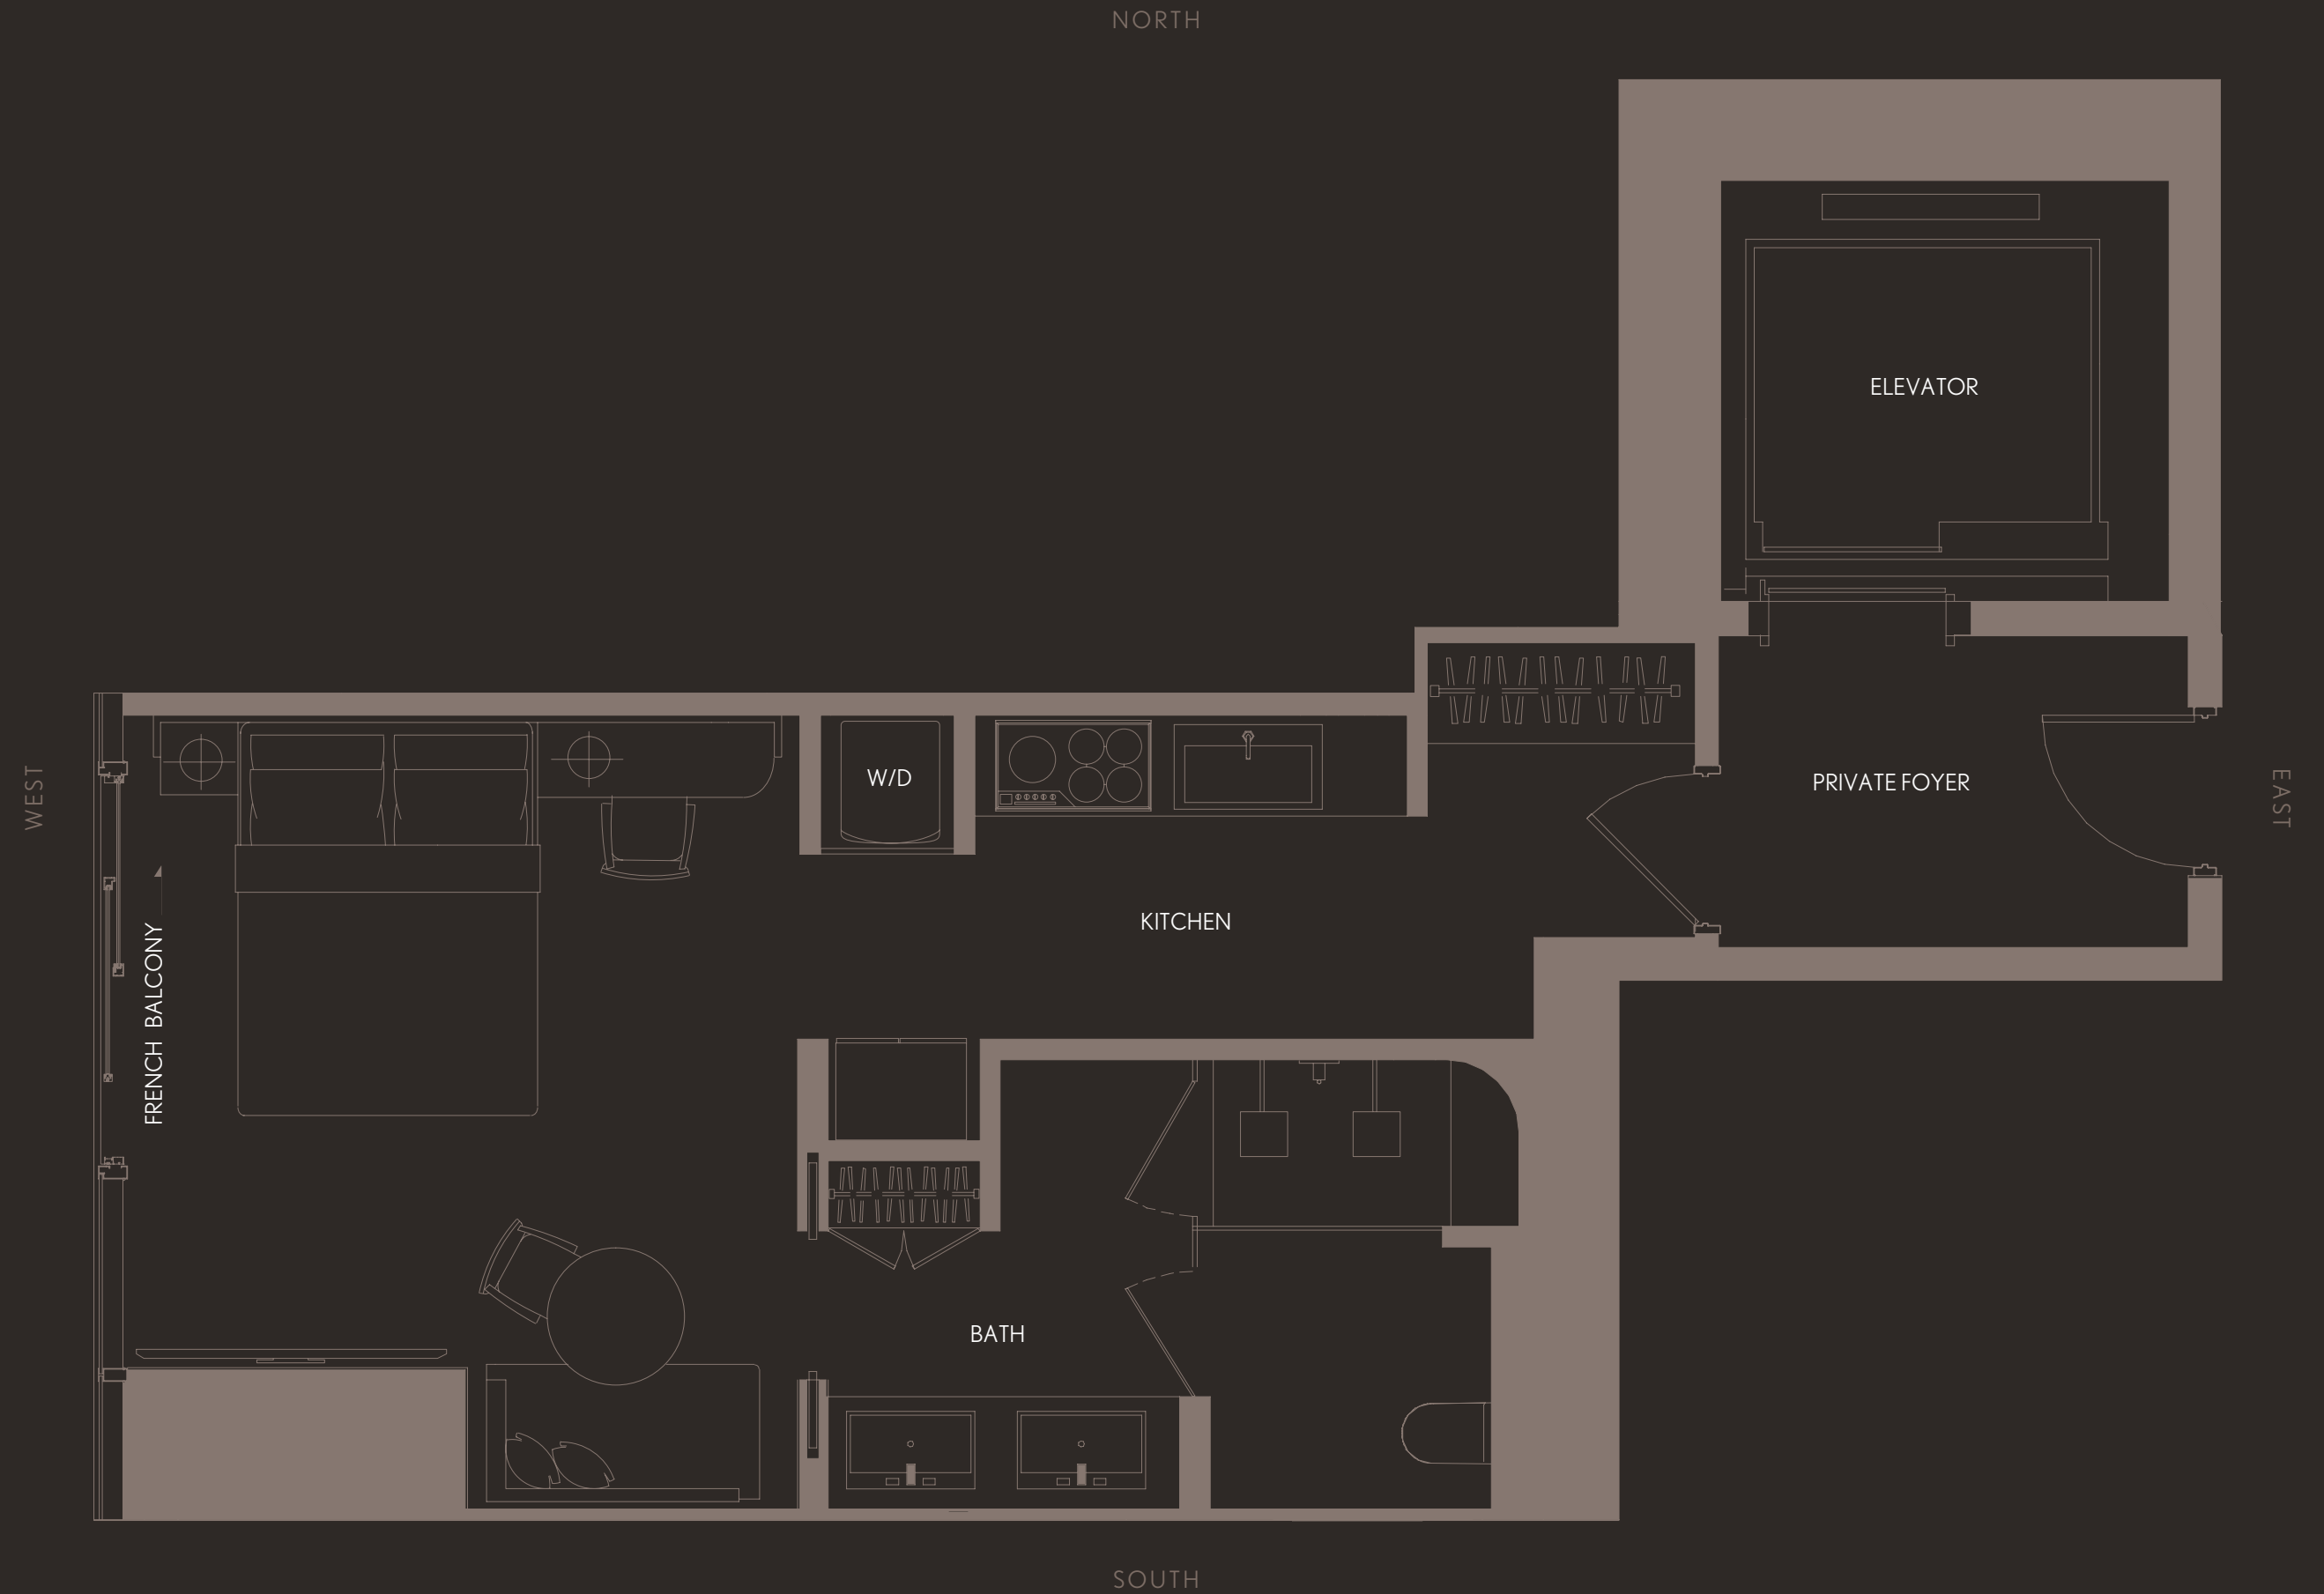 NORTH
ELEVATOR
WEST
W/D
PRIVATE FOYER
EAST
KITCHEN
FRENCH BALCONY
BATH
SOUTH